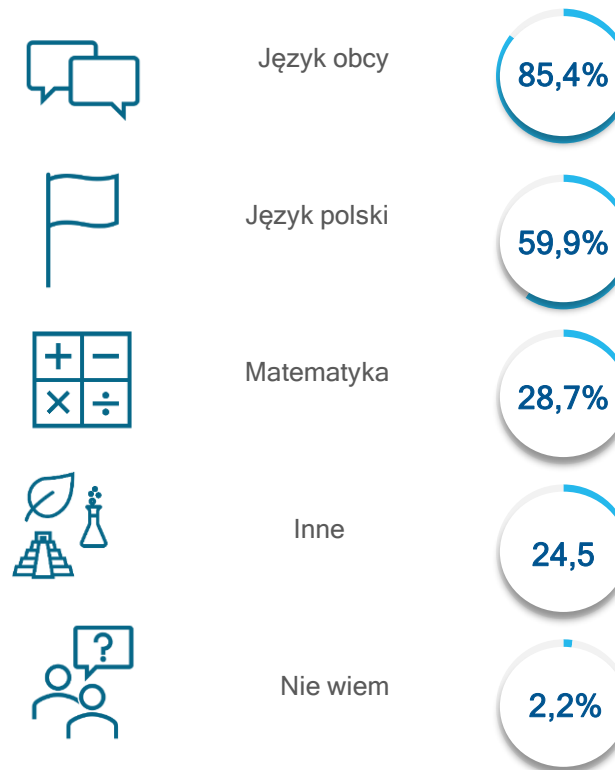 Język obcy
85,4%
Język polski
59,9%
+ −
× ÷
Matematyka
28,7%
Inne
24,5
?
Nie wiem
2,2%